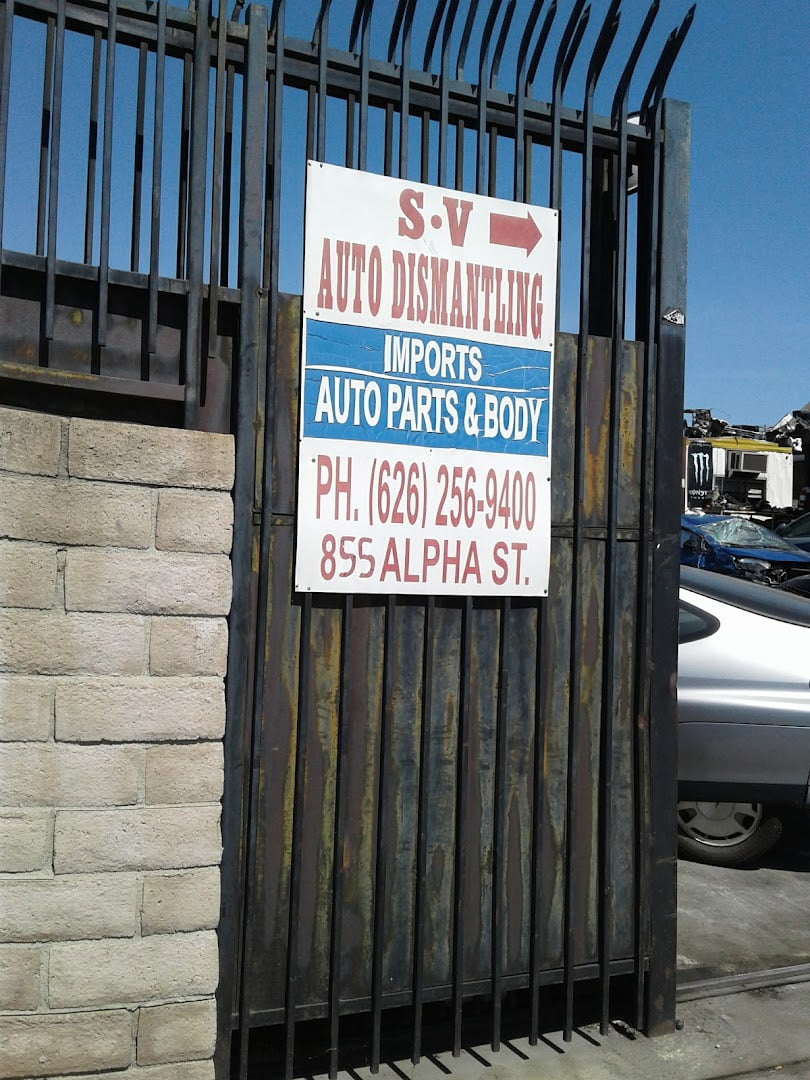 S•V
AUTO DISMANTLING
IMPORTS
AUTO PARTS & BODY
PH. (626) 256-9400
855 ALPHA ST.